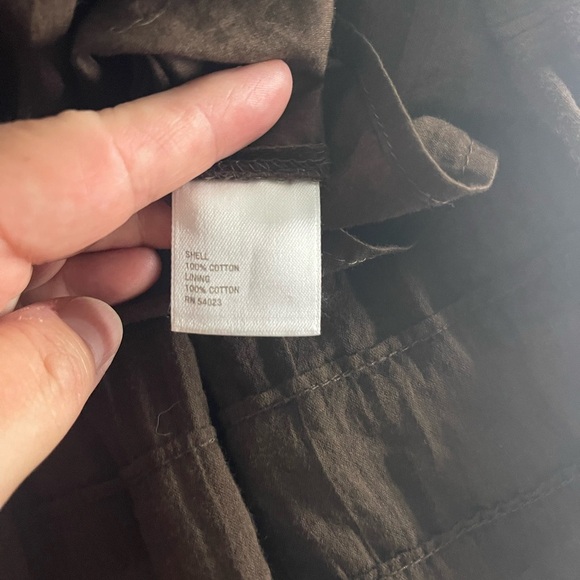 SHELL
100% COTTON
LINING
100% COTTON
RN 54023